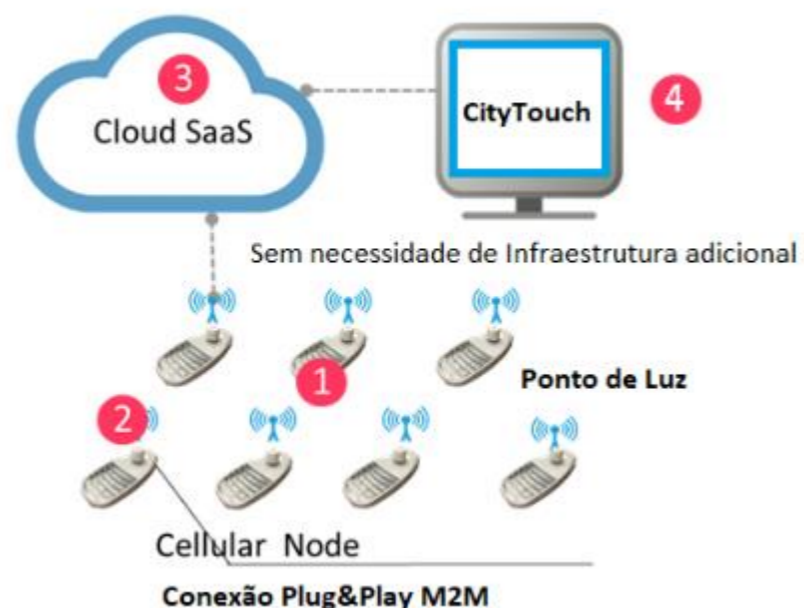 3
Cloud SaaS
CityTouch
4
Sem necessidade de Infraestrutura adicional
1
Ponto de Luz
2
Cellular Node
Conexão Plug&Play M2M